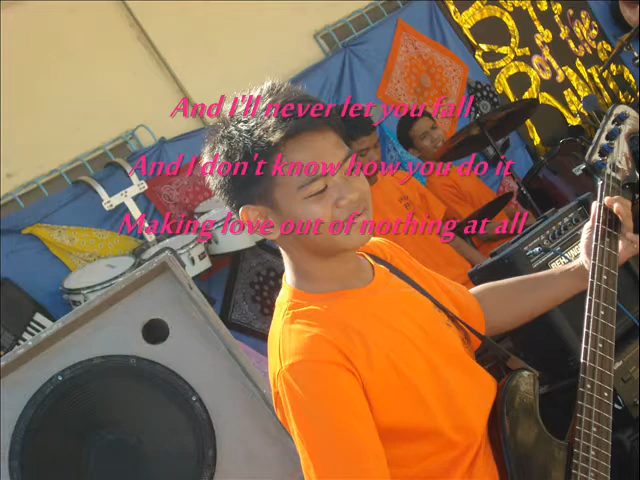 And I'll never let you fall
And I don't know how you do it
Making love out of nothing at all